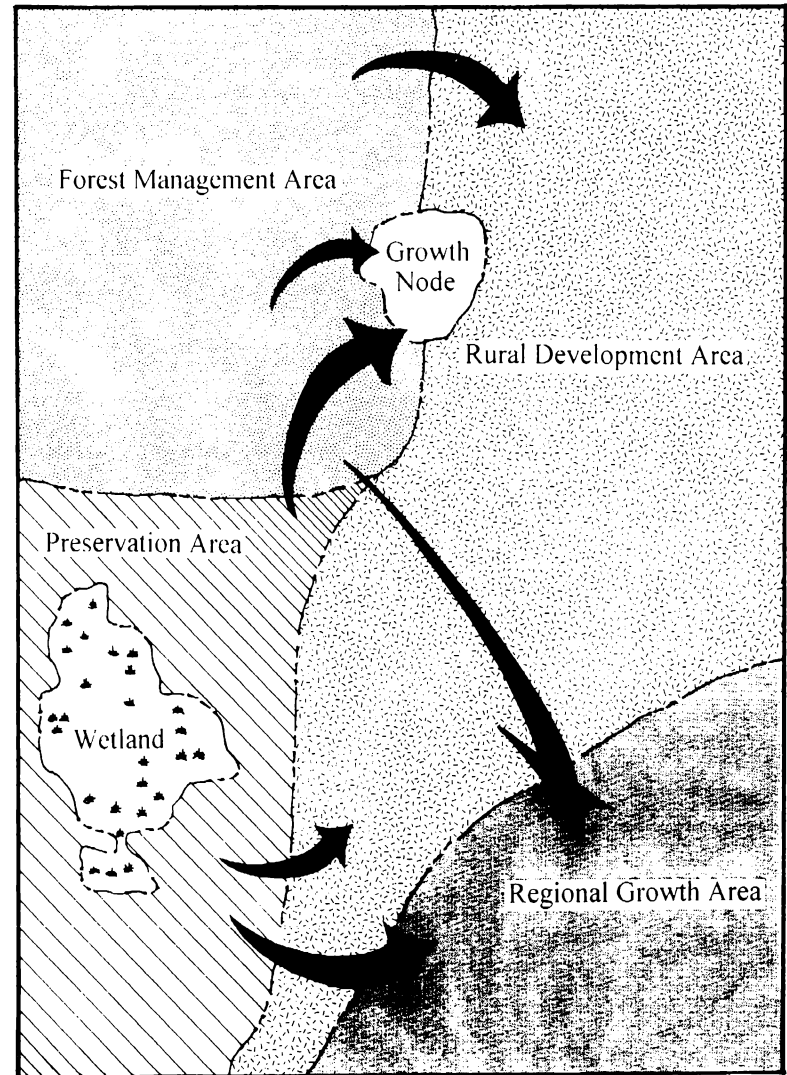 Forest Management Area
Growth
Node
Rural Development Area
Preservation Area
Wetland
Regional Growth Area